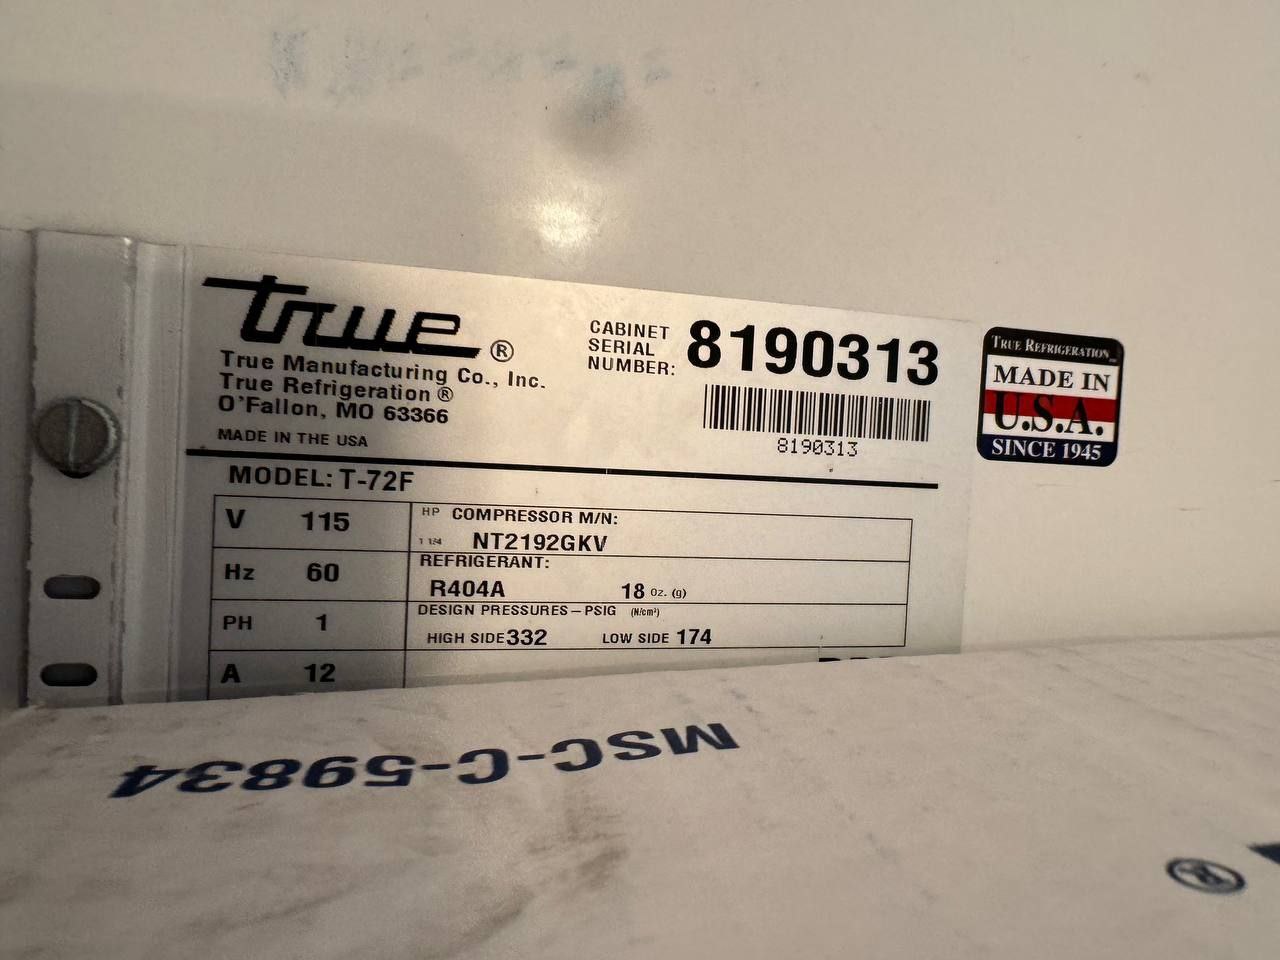 true®
True Manufacturing Co., Inc.
True Refrigeration ®
O'Fallon, MO 63366
MADE IN THE USA
CABINET
SERIAL
NUMBER: 8190313
8190313
TRUE REFRIGERATION
MADE IN
U.S.A.
SINCE 1945
MODEL: T-72F
V 115
HP COMPRESSOR M/N:
NT2192GKV
Hz 60
REFRIGERANT:
R404A 18 Oz. (g)
PH 1
DESIGN PRESSURES – PSIG (N/cm²)
HIGH SIDE 332 LOW SIDE 174
A 12
MSC-C-59834
®